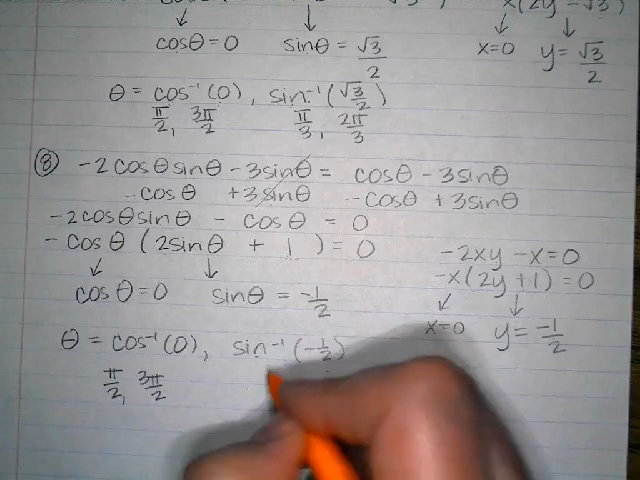 x(2y - √3)
cosθ = 0 sinθ = √3/2 x=0 y = √3/2
θ = cos⁻¹(0), sin⁻¹(√3/2)
π/2, 3π/2 π/3, 2π/3
③ -2cosθsinθ - 3sinθ = cosθ - 3sinθ
-cosθ +3sinθ -cosθ +3sinθ
-2cosθsinθ - cosθ = 0
-cosθ (2sinθ + 1) = 0
-2xy - x = 0
-x(2y + 1) = 0
cosθ = 0 sinθ = -1/2
x=0 y = -1/2
θ = cos⁻¹(0), sin⁻¹(-1/2)
π/2, 3π/2